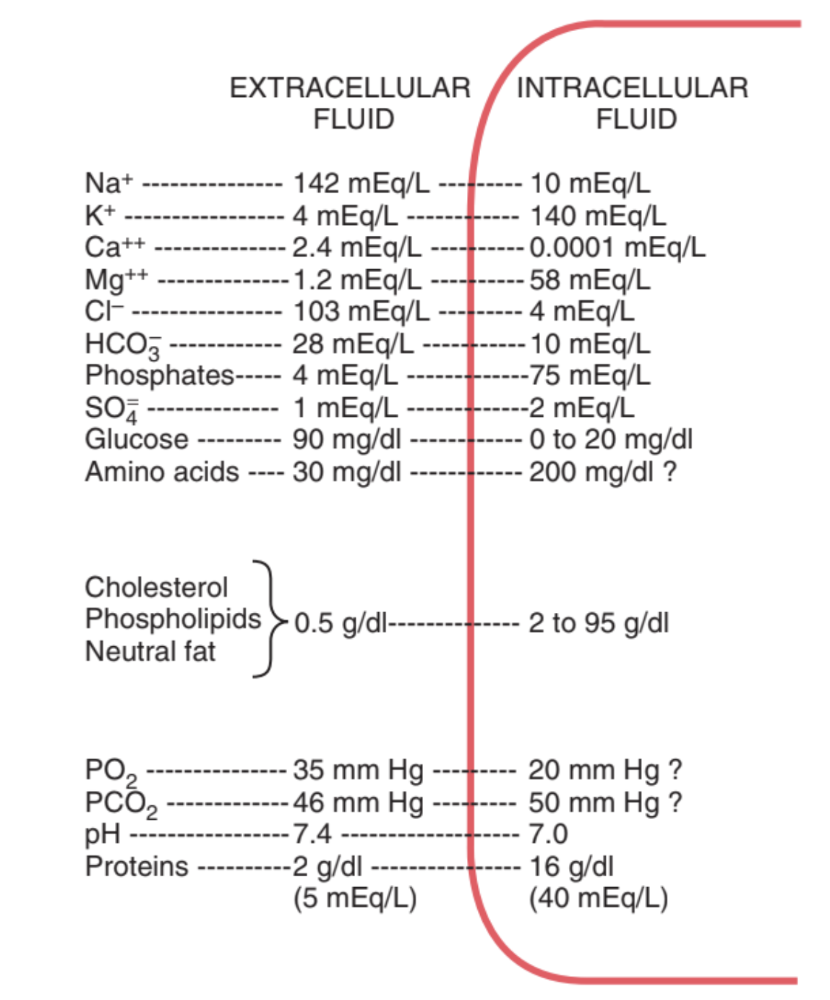 EXTRACELLULAR FLUID INTRACELLULAR FLUID
Na+ --------------- 142 mEq/L --------- 10 mEq/L
K+ ----------------- 4 mEq/L ------------ 140 mEq/L
Ca++ -------------- 2.4 mEq/L ---------- 0.0001 mEq/L
Mg++ -------------- 1.2 mEq/L ---------- 58 mEq/L
Cl– ---------------- 103 mEq/L --------- 4 mEq/L
HCO3– ------------ 28 mEq/L ----------- 10 mEq/L
Phosphates----- 4 mEq/L -------------75 mEq/L
SO4= -------------- 1 mEq/L -------------2 mEq/L
Glucose --------- 90 mg/dl ------------ 0 to 20 mg/dl
Amino acids ---- 30 mg/dl ------------ 200 mg/dl ?
Cholesterol
Phospholipids 0.5 g/dl-------------- 2 to 95 g/dl
Neutral fat
PO2 --------------- 35 mm Hg --------- 20 mm Hg ?
PCO2 -------------46 mm Hg --------- 50 mm Hg ?
pH -----------------7.4 ------------------- 7.0
Proteins ----------2 g/dl ---------------- 16 g/dl
(5 mEq/L) (40 mEq/L)